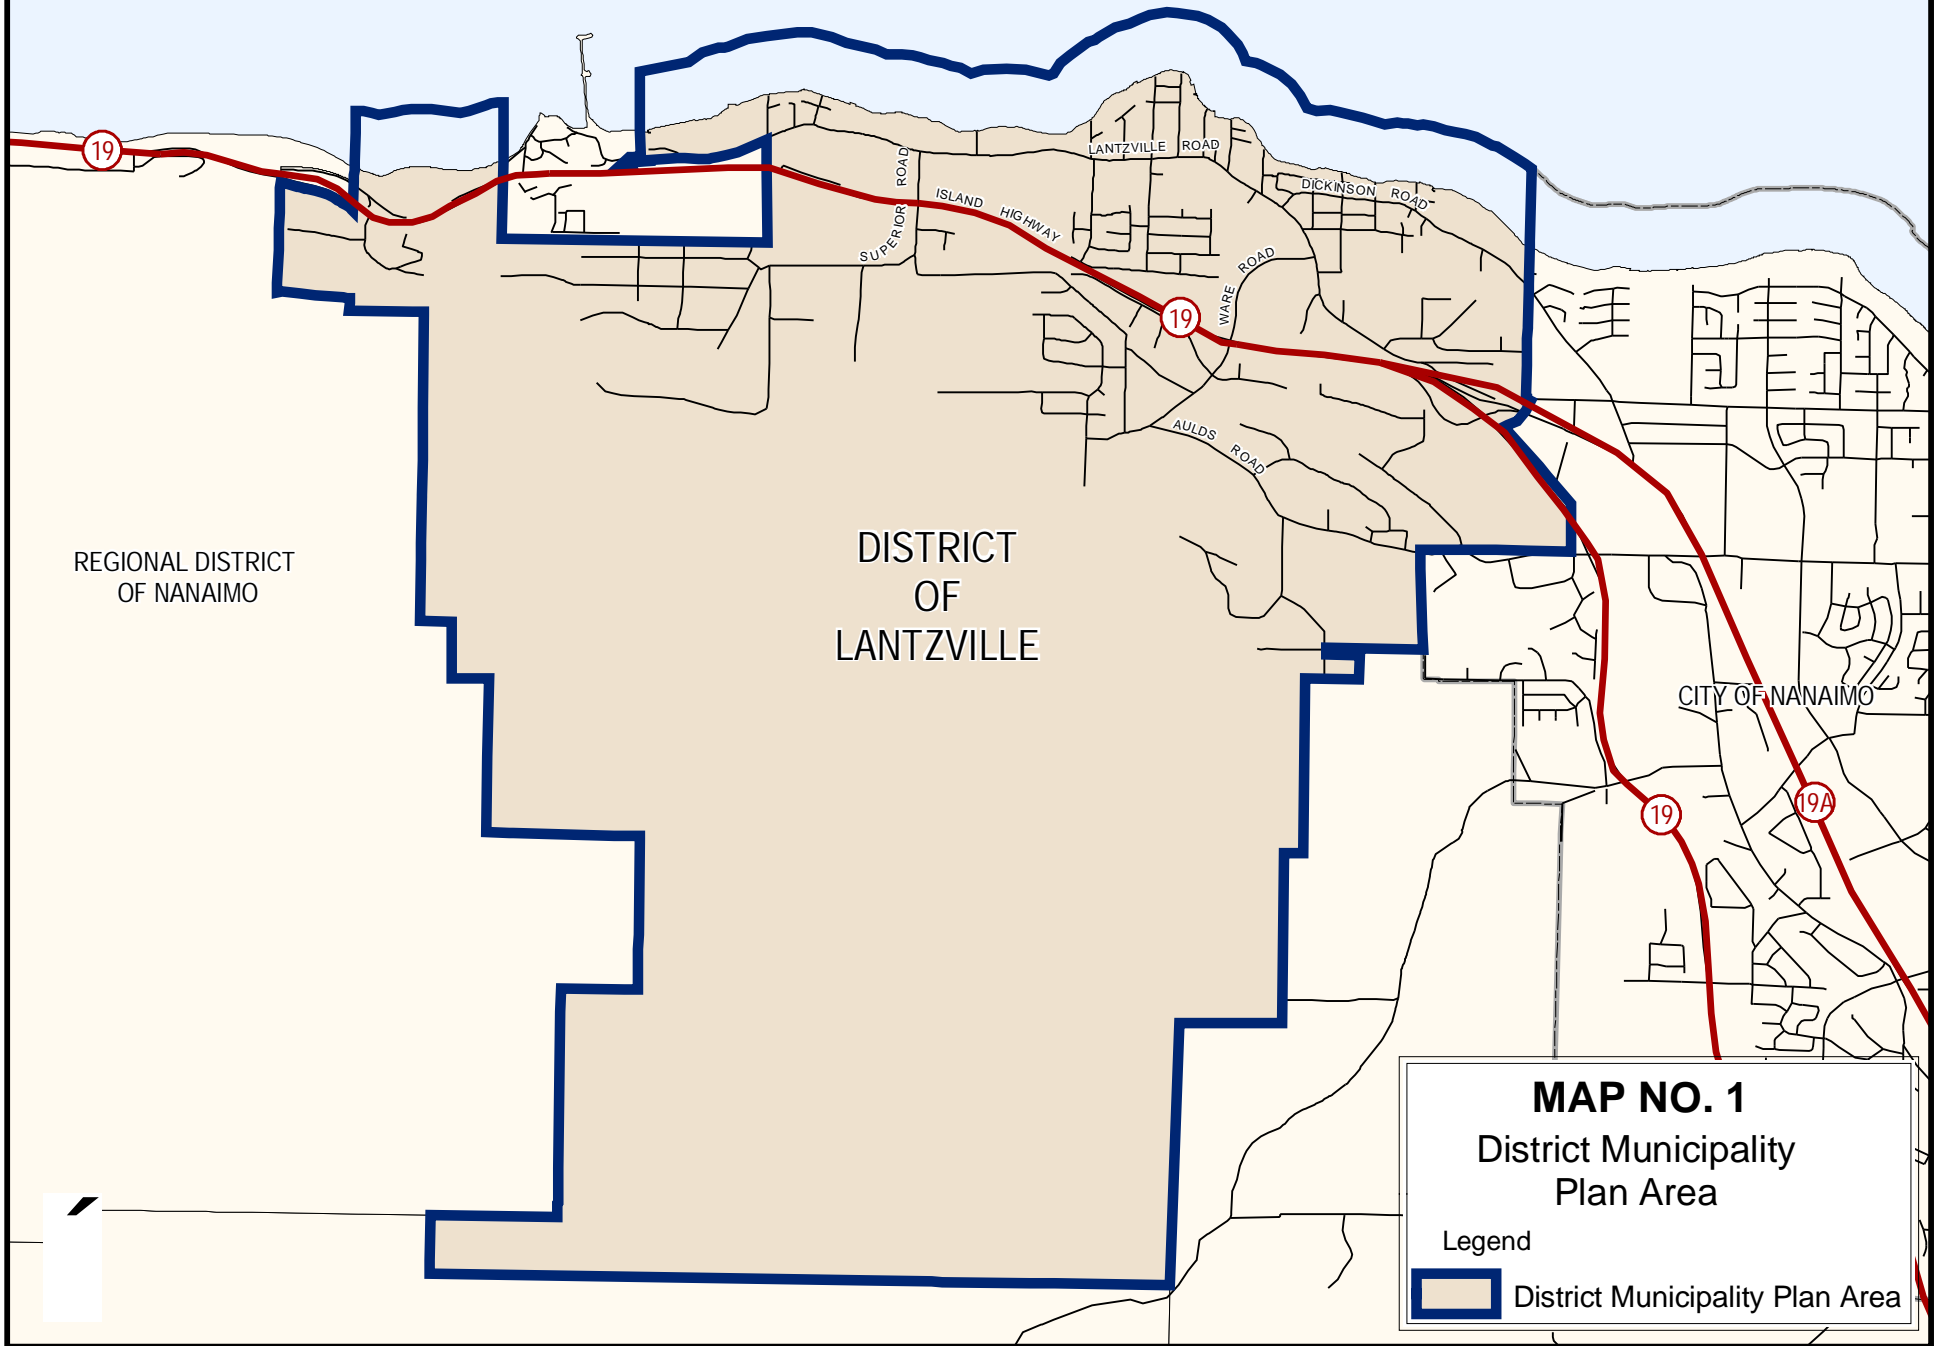 19
LANTZVILLE ROAD
DICKINSON ROAD
SUPERIOR ROAD
ISLAND HIGHWAY
WARE ROAD
19
AULDS ROAD
REGIONAL DISTRICT
OF NANAIMO
DISTRICT
OF
LANTZVILLE
CITY OF NANAIMO
19
19A
MAP NO. 1
District Municipality
Plan Area
Legend
District Municipality Plan Area